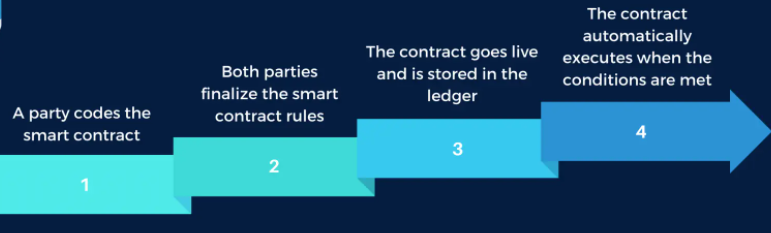 A party codes the
smart contract
1
Both parties
finalize the smart
contract rules
2
The contract goes live
and is stored in the
ledger
3
The contract
automatically
executes when the
conditions are met
4